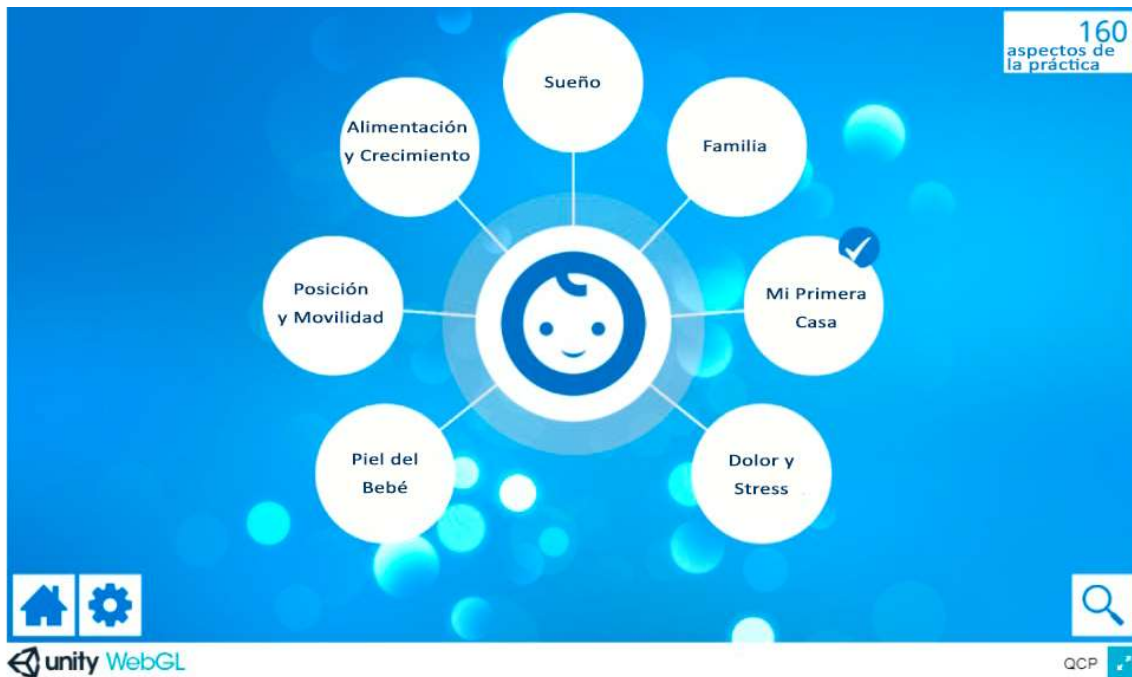 160
aspectos de
la práctica
Sueño
Alimentación
y Crecimiento
Familia
Posición
y Movilidad
Mi Primera
Casa
Piel del
Bebé
Dolor y
Stress
unity WebGL
QCP